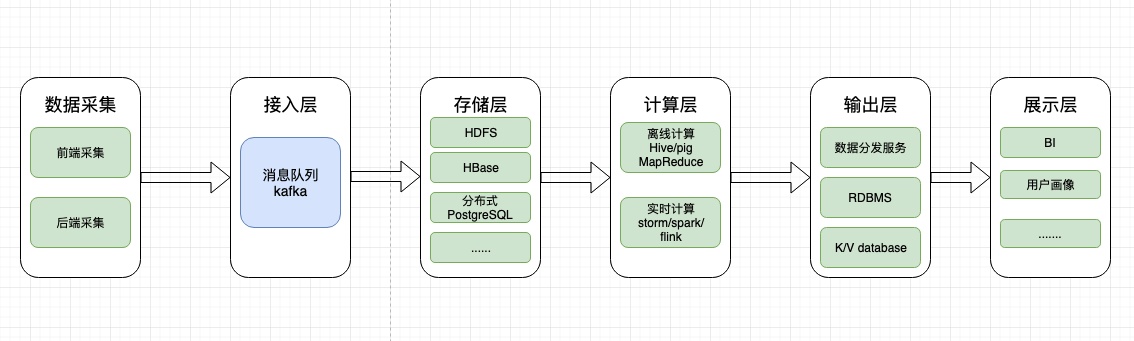 数据采集
前端采集
后端采集
接入层
消息队列
kafka
存储层
HDFS
HBase
分布式
PostgreSQL
......
计算层
离线计算
Hive/pig
MapReduce
实时计算
storm/spark/
flink
输出层
数据分发服务
RDBMS
K/V database
展示层
BI
用户画像
.......